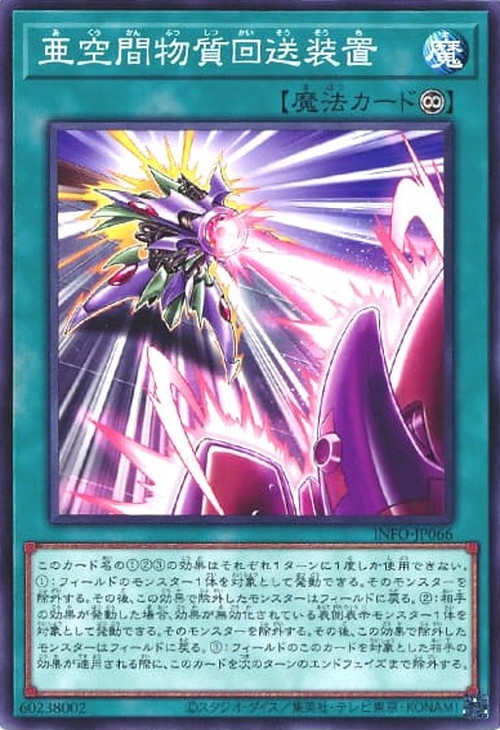 亜空間物質回送装置
【魔法カード】
INFO-JP066
このカード名の①②③の効果はそれぞれ1ターンに1度しか使用できない。
①：フィールドのモンスター1体を対象として発動できる。そのモンスターを
除外する。その後、この効果で除外したモンスターはフィールドに戻る。②：相手
の効果が発動した場合、効果が無効化されている表側表示モンスター1体を
対象として発動できる。そのモンスターを除外する。その後、この効果で除外した
モンスターはフィールドに戻る。③：フィールドのこのカードを対象とした相手の
効果が適用される際に、このカードを次のターンのエンドフェイズまで除外する。
60238002
©スタジオ・ダイス／集英社・テレビ東京・KONAMI